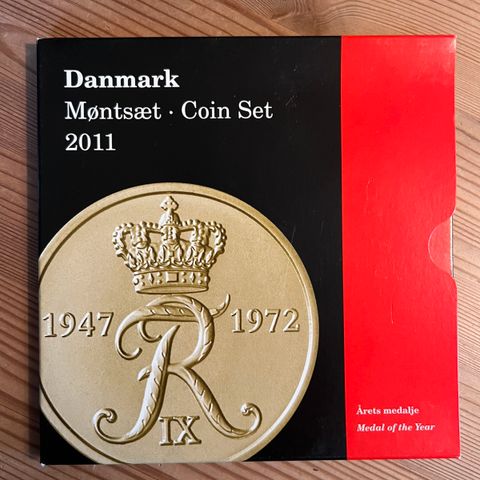 Danmark
Møntsæt · Coin Set
2011
1947 1972
R
IX
Årets medalje
Medal of the Year